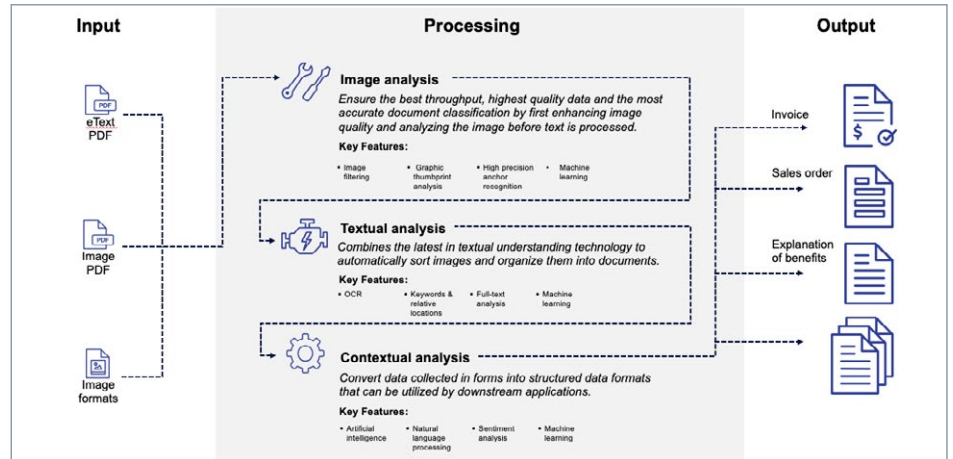 Input
Processing
Output
PDF
eText
PDF
PDF
Image
PDF
Image
formats
Image analysis
Ensure the best throughput, highest quality data and the most
accurate document classification by first enhancing image
quality and analyzing the image before text is processed.
Key Features:
• Image
filtering
• Graphic
thumbprint
analysis
• High precision
anchor
recognition
• Machine
learning
Textual analysis
Combines the latest in textual understanding technology to
automatically sort images and organize them into documents.
Key Features:
• OCR
• Keywords &
relative
locations
• Full-text
analysis
• Machine
learning
Contextual analysis
Convert data collected in forms into structured data formats
that can be utilized by downstream applications.
Key Features:
• Artificial
intelligence
• Natural
language
processing
• Sentiment
analysis
• Machine
learning
Invoice
$
Sales order
Explanation
of benefits